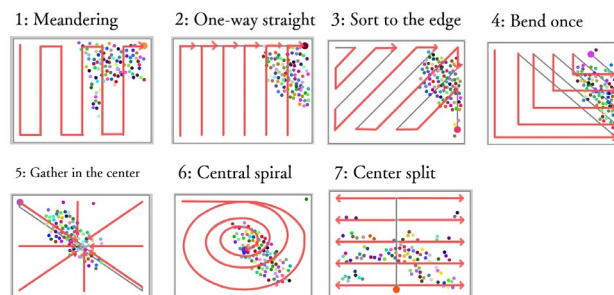 1: Meandering
2: One-way straight
3: Sort to the edge
4: Bend once
5: Gather in the center
6: Central spiral
7: Center split